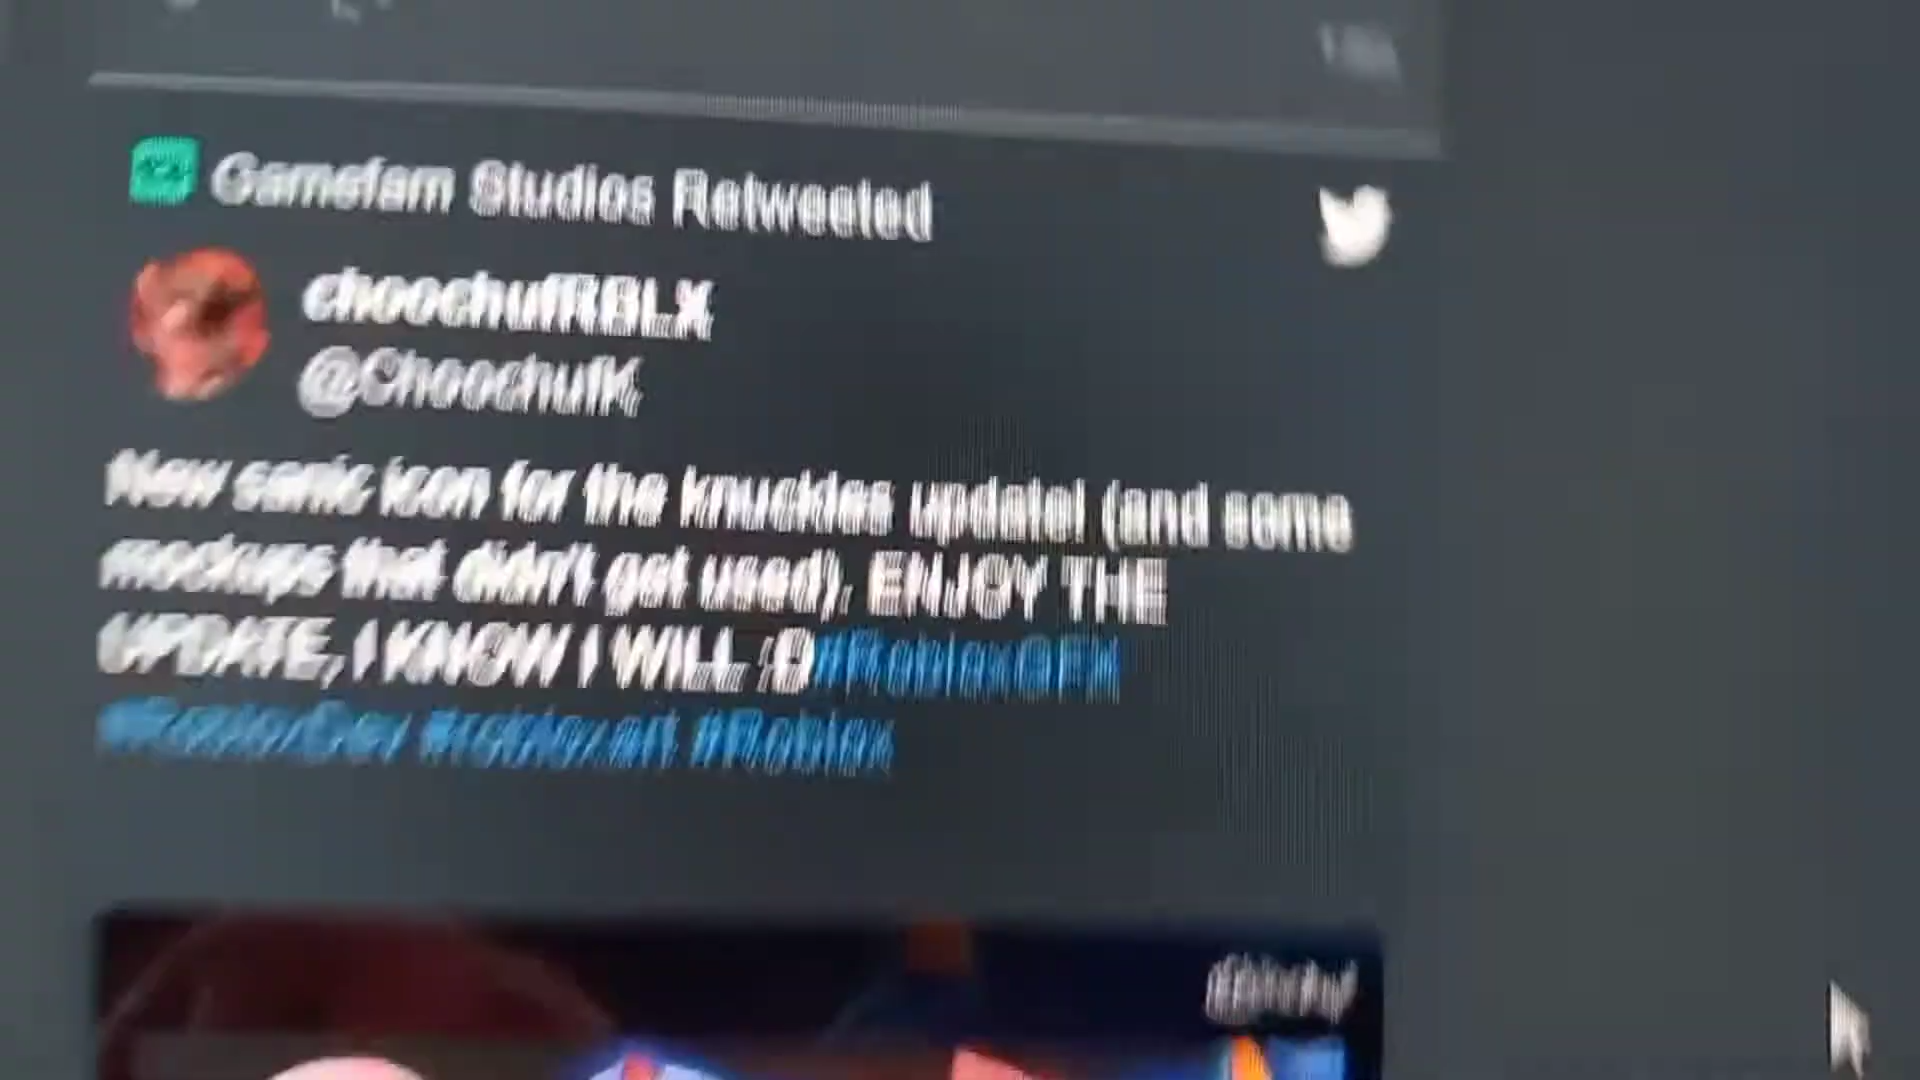 Gamefam Studios Retweeted
choochufRBLX
@ChoochufK
New sonic icon for the knuckles update! (and some
mockups that didn't get used), ENJOY THE
UPDATE, I KNOW I WILL :D #RobloxGFX
#RobloxDev #robloxart #Roblox